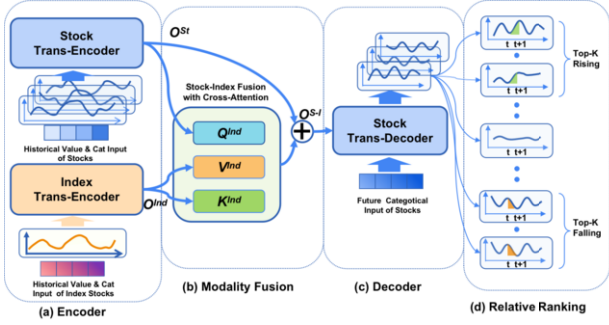 Stock
Trans-Encoder
Historical Value & Cat Input
of Stocks
Index
Trans-Encoder
Historical Value & Cat
Input of Index Stocks
(a) Encoder
O^St
O^Ind
Stock-Index Fusion
with Cross-Attention
Q^Ind
V^Ind
K^Ind
(b) Modality Fusion
O^S-I
+
Stock
Trans-Decoder
Future Categotical
Input of Stocks
(c) Decoder
t t+1
Top-K
Rising
t t+1
t t+1
Top-K
Falling
t t+1
(d) Relative Ranking